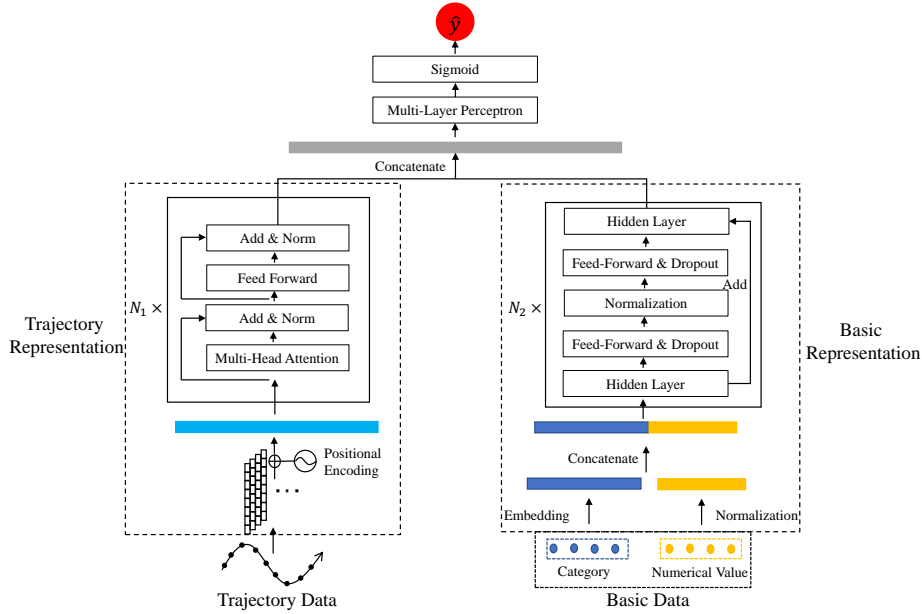 ŷ
Sigmoid
Multi-Layer Perceptron
Concatenate
Trajectory
Representation
N₁ ×
Add & Norm
Feed Forward
Add & Norm
Multi-Head Attention
Positional
Encoding
...
Trajectory Data
N₂ ×
Hidden Layer
Feed-Forward & Dropout
Add
Normalization
Feed-Forward & Dropout
Hidden Layer
Basic
Representation
Concatenate
Embedding
Normalization
Category
Numerical Value
Basic Data